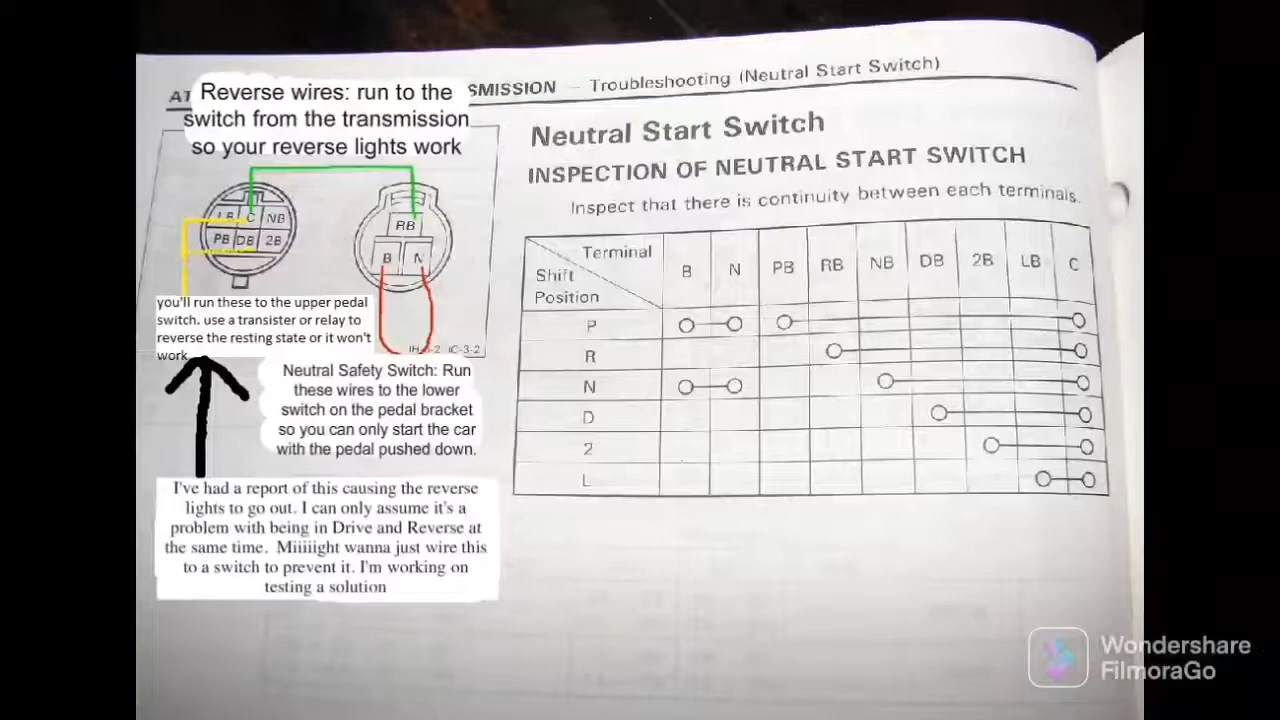 AT
SMISSION — Troubleshooting (Neutral Start Switch)
Reverse wires: run to the
switch from the transmission
so your reverse lights work
LB C NB
PB DB 2B
RB
B N
you'll run these to the upper pedal
switch. use a transister or relay to
reverse the resting state or it won't
work
IC-3-2
Neutral Safety Switch: Run
these wires to the lower
switch on the pedal bracket
so you can only start the car
with the pedal pushed down.
I've had a report of this causing the reverse
lights to go out. I can only assume it's a
problem with being in Drive and Reverse at
the same time. Miiiiight wanna just wire this
to a switch to prevent it. I'm working on
testing a solution
Neutral Start Switch
INSPECTION OF NEUTRAL START SWITCH
Inspect that there is continuity between each terminals.
Terminal
Shift
Position
B N PB RB NB DB 2B LB C
P
R
N
D
2
L
Wondershare
FilmoraGo